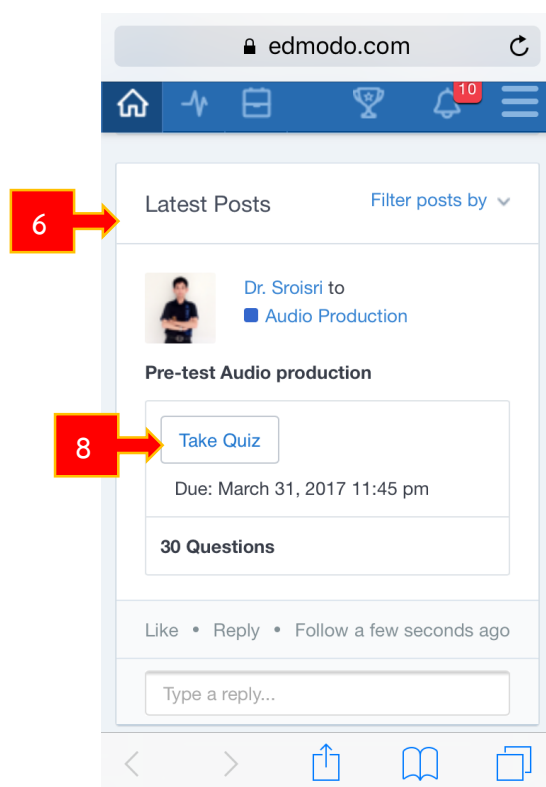 edmodo.com
10
Latest Posts
Filter posts by
6
Dr. Sroisri to
Audio Production
Pre-test Audio production
Take Quiz
8
Due: March 31, 2017 11:45 pm
30 Questions
Like • Reply • Follow a few seconds ago
Type a reply...